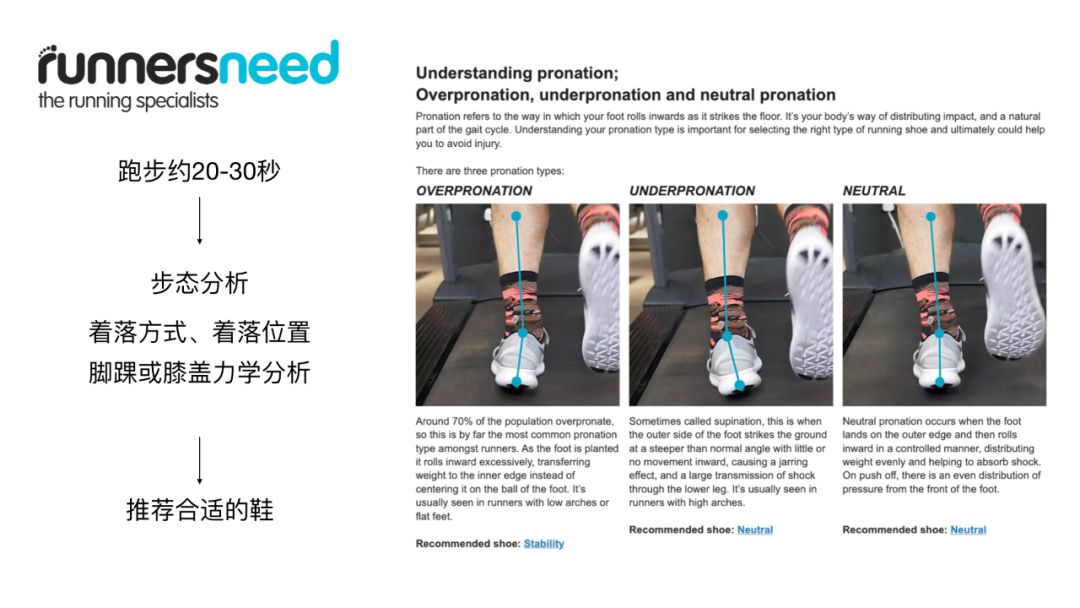 runnersneed
the running specialists
跑步约20-30秒
步态分析
着落方式、着落位置
脚踝或膝盖力学分析
推荐合适的鞋
Understanding pronation;
Overpronation, underpronation and neutral pronation
Pronation refers to the way in which your foot rolls inwards as it strikes the floor. It's your body's way of distributing impact, and a natural
part of the gait cycle. Understanding your pronation type is important for selecting the right type of running shoe and ultimately could help
you to avoid injury.
There are three pronation types:
OVERPRONATION
Around 70% of the population overpronate,
so this is by far the most common pronation
type amongst runners. As the foot is planted
it rolls inward excessively, transferring
weight to the inner edge instead of
centering it on the ball of the foot. It's
usually seen in runners with low arches or
flat feet.
Recommended shoe: Stability
UNDERPRONATION
Sometimes called supination, this is when
the outer side of the foot strikes the ground
at a steeper than normal angle with little or
no movement inward, causing a jarring
effect, and a large transmission of shock
through the lower leg. It's usually seen in
runners with high arches.
Recommended shoe: Neutral
NEUTRAL
Neutral pronation occurs when the foot
lands on the outer edge and then rolls
inward in a controlled manner, distributing
weight evenly and helping to absorb shock.
On push off, there is an even distribution of
pressure from the front of the foot.
Recommended shoe: Neutral